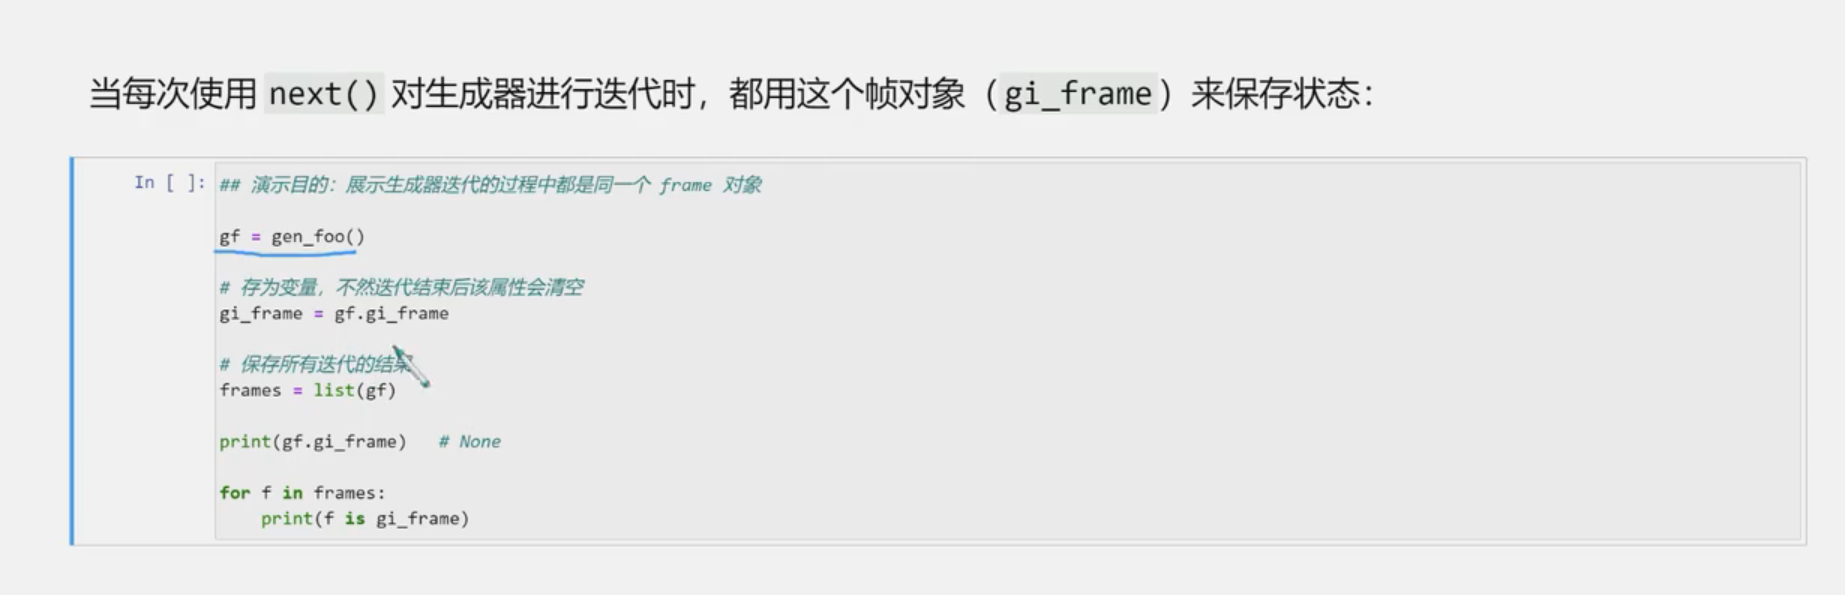 当每次使用 next() 对生成器进行迭代时，都用这个帧对象（gi_frame）来保存状态：
In [ ]: ## 演示目的：展示生成器迭代的过程中都是同一个 frame 对象
gf = gen_foo()
# 存为变量，不然迭代结束后该属性会清空
gi_frame = gf.gi_frame
# 保存所有迭代的结果
frames = list(gf)
print(gf.gi_frame)   # None
for f in frames:
    print(f is gi_frame)